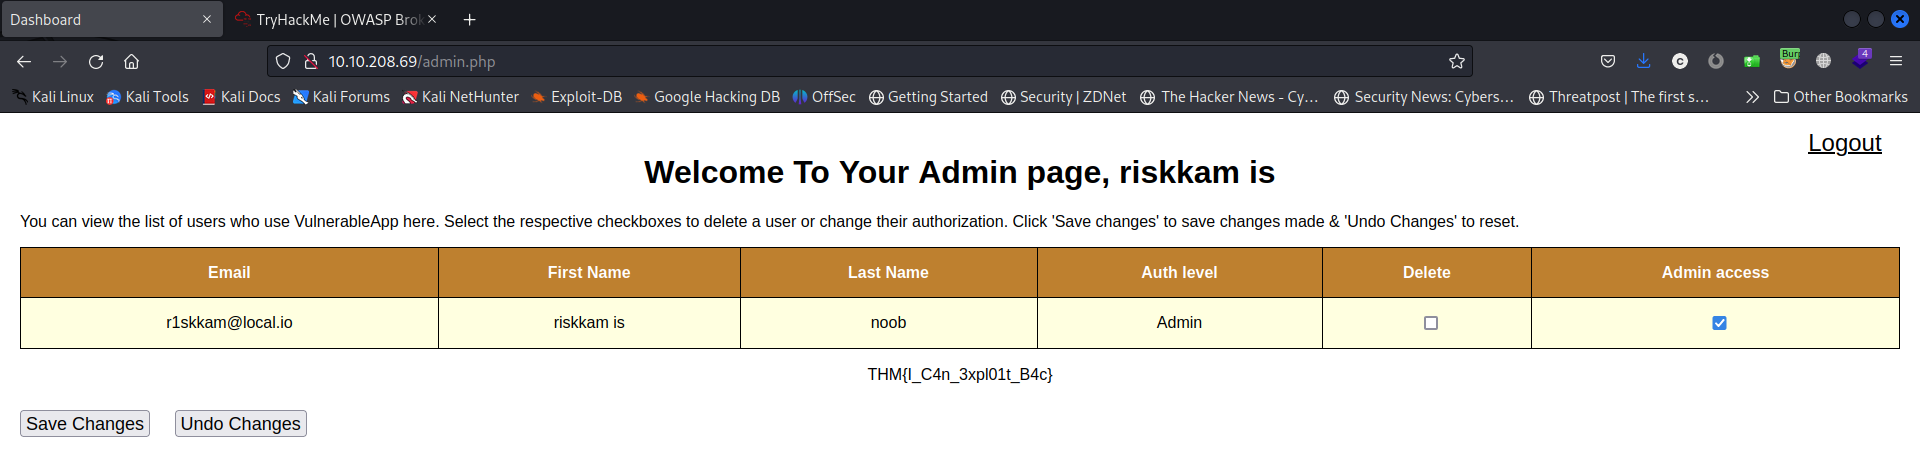 Dashboard
TryHackMe | OWASP Brok
10.10.208.69/admin.php
4
Kali Linux Kali Tools Kali Docs Kali Forums Kali NetHunter Exploit-DB Google Hacking DB OffSec Getting Started Security | ZDNet The Hacker News - Cy… Security News: Cybers… Threatpost | The first s… Other Bookmarks
Logout
Welcome To Your Admin page, riskkam is
You can view the list of users who use VulnerableApp here. Select the respective checkboxes to delete a user or change their authorization. Click 'Save changes' to save changes made & 'Undo Changes' to reset.
Email First Name Last Name Auth level Delete Admin access
r1skkam@local.io riskkam is noob Admin
THM{I_C4n_3xpl01t_B4c}
Save Changes Undo Changes